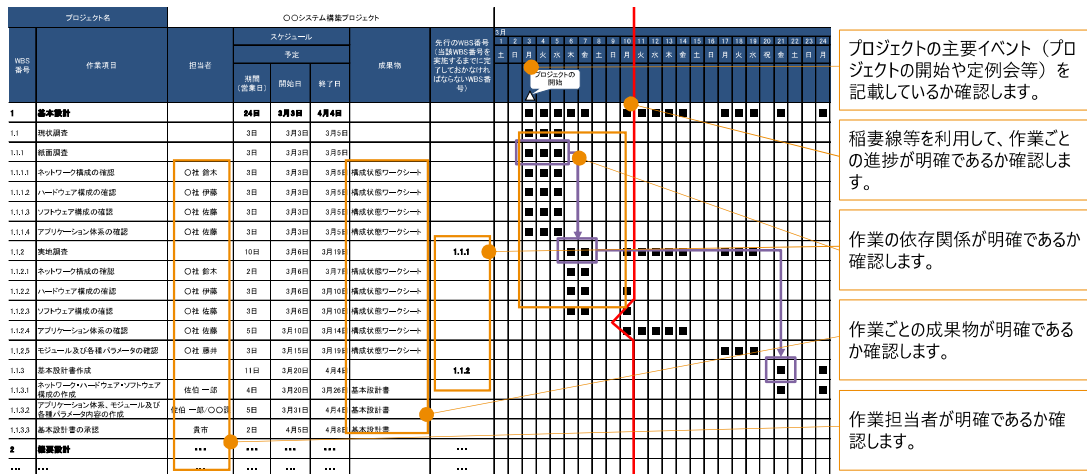 プロジェクト名 〇〇システム構築プロジェクト
WBS番号 作業項目 担当者 スケジュール 成果物 先行のWBS番号(当該WBS番号を実施するまでに完了しておかなければならないWBS番号)
予定
期間(営業日) 開始日 終了日
5月
1 2 3 4 5 6 7 8 9 10 11 12 13 14 15 16 17 18 19 20 21 22 23 24
土 日 月 火 水 木 金 土 日 月 火 水 木 金 土 日 月 火 水 祝 金 土 日 月
プロジェクトの開始
1 基本設計 24日 3月3日 4月4日
1.1 現状調査 3日 3月3日 3月5日
1.1.1 紙面調査 3日 3月3日 3月5日
1.1.1.1 ネットワーク構成の確認 〇社 鈴木 3日 3月3日 3月5日 構成状態ワークシート
1.1.1.2 ハードウェア構成の確認 〇社 伊藤 3日 3月3日 3月5日 構成状態ワークシート
1.1.1.3 ソフトウェア構成の確認 〇社 佐藤 3日 3月3日 3月5日 構成状態ワークシート
1.1.1.4 アプリケーション体系の確認 〇社 佐藤 3日 3月3日 3月5日 構成状態ワークシート
1.1.2 実地調査 10日 3月6日 3月19日 1.1.1
1.1.2.1 ネットワーク構成の確認 〇社 鈴木 2日 3月6日 3月7日 構成状態ワークシート
1.1.2.2 ハードウェア構成の確認 〇社 伊藤 3日 3月6日 3月10日 構成状態ワークシート
1.1.2.3 ソフトウェア構成の確認 〇社 佐藤 3日 3月6日 3月10日 構成状態ワークシート
1.1.2.4 アプリケーション体系の確認 〇社 佐藤 5日 3月10日 3月14日 構成状態ワークシート
1.1.2.5 モジュール及び各種パラメータの確認 〇社 藤井 3日 3月15日 3月19日 構成状態ワークシート
1.1.3 基本設計書作成 11日 3月20日 4月4日 1.1.2
1.1.3.1 ネットワーク・ハードウェア・ソフトウェア構成の作成 佐伯 一郎 4日 3月20日 3月26日 基本設計書
1.1.3.2 アプリケーション体系、モジュール及び各種パラメータ内容の作成 佐伯 一郎/〇〇 5日 3月31日 4月4日 基本設計書
1.1.3.3 基本設計書の承認 貴市 2日 4月5日 4月8日 基本設計書
2 概要設計 … … … … …
… … … … … … …
プロジェクトの主要イベント（プロジェクトの開始や定例会等）を記載しているか確認します。
稲妻線等を利用して、作業ごとの進捗が明確であるか確認します。
作業の依存関係が明確であるか確認します。
作業ごとの成果物が明確であるか確認します。
作業担当者が明確であるか確認します。